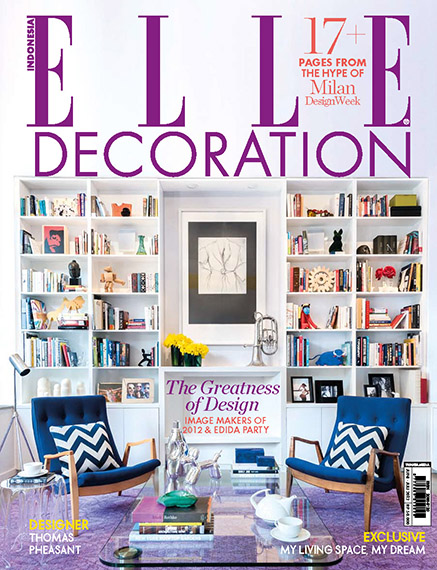 INDONESIA
ELLE
DECORATION
17+
PAGES FROM
THE HYPE OF
Milan
DesignWeek
The Greatness
of Design
IMAGE MAKERS OF
2012 & EDIDA PARTY
DESIGNER
THOMAS
PHEASANT
EXCLUSIVE
MY LIVING SPACE, MY DREAM